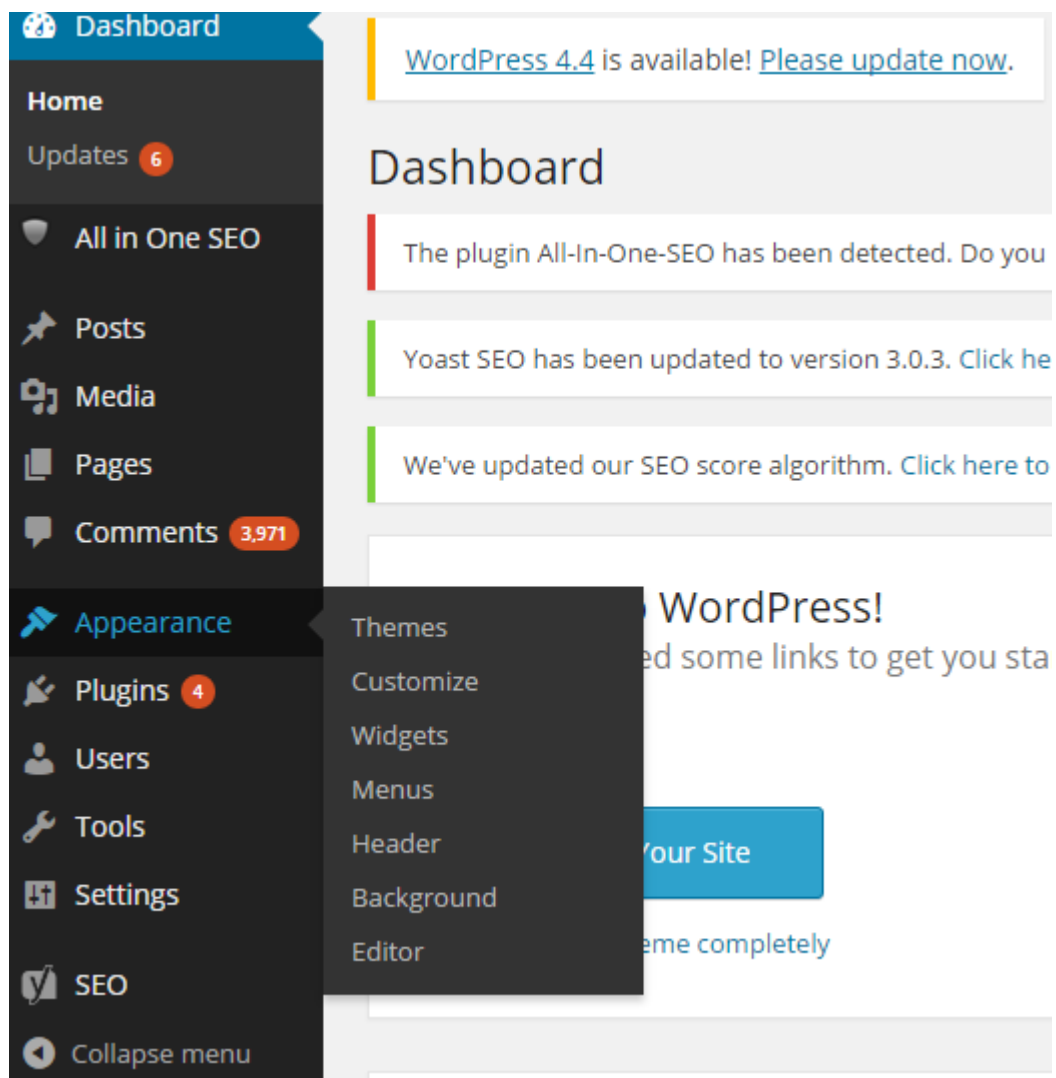 Dashboard
Home
Updates 6
All in One SEO
Posts
Media
Pages
Comments 3,971
Appearance
Plugins 4
Users
Tools
Settings
SEO
Collapse menu
Themes
Customize
Widgets
Menus
Header
Background
Editor
WordPress 4.4 is available! Please update now.
Dashboard
The plugin All-In-One-SEO has been detected. Do you
Yoast SEO has been updated to version 3.0.3. Click he
We've updated our SEO score algorithm. Click here to
WordPress!
ed some links to get you sta
Your Site
eme completely